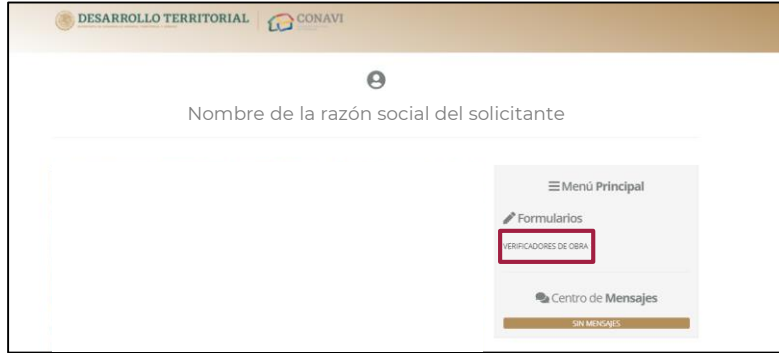 DESARROLLO TERRITORIAL
CONAVI
Nombre de la razón social del solicitante
Menú Principal
Formularios
VERIFICADORES DE OBRA
Centro de Mensajes
SIN MENSAJES